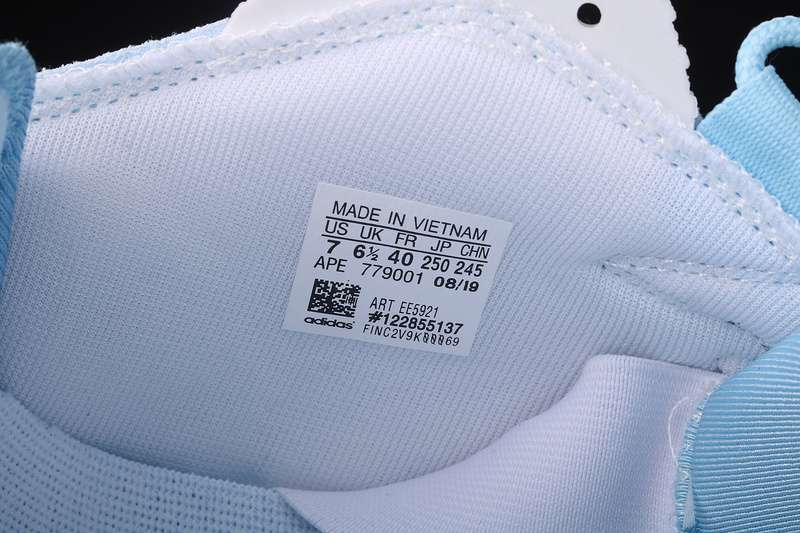 MADE IN VIETNAM
US UK FR JP CHN
7 6½ 40 250 245
APE 779001 08/19
ART EE5921
#122855137
adidas FINC2V9K00069